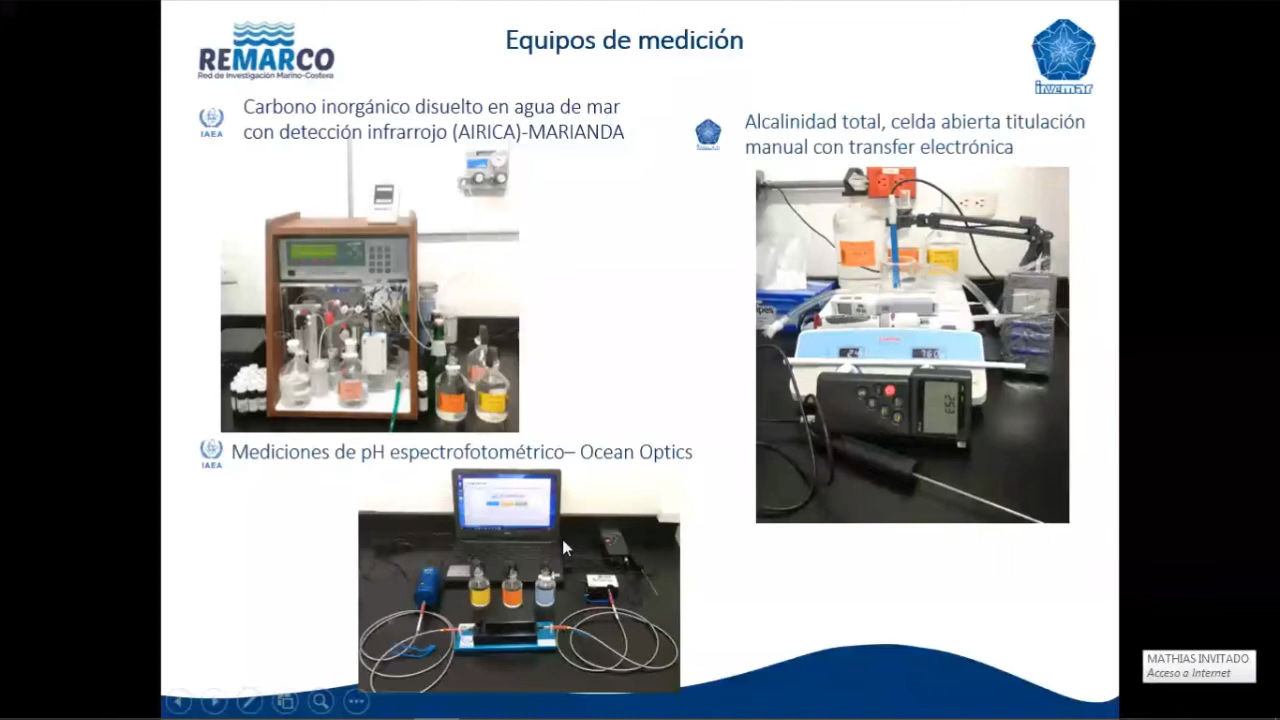 Equipos de medición
REMARCO
Red de Investigación Marino-Costera
invemar
IAEA
Carbono inorgánico disuelto en agua de mar
con detección infrarrojo (AIRICA)-MARIANDA
Alcalinidad total, celda abierta titulación
manual con transfer electrónica
IAEA
Mediciones de pH espectrofotométrico– Ocean Optics
MATHIAS INVITADO
Acceso a Internet